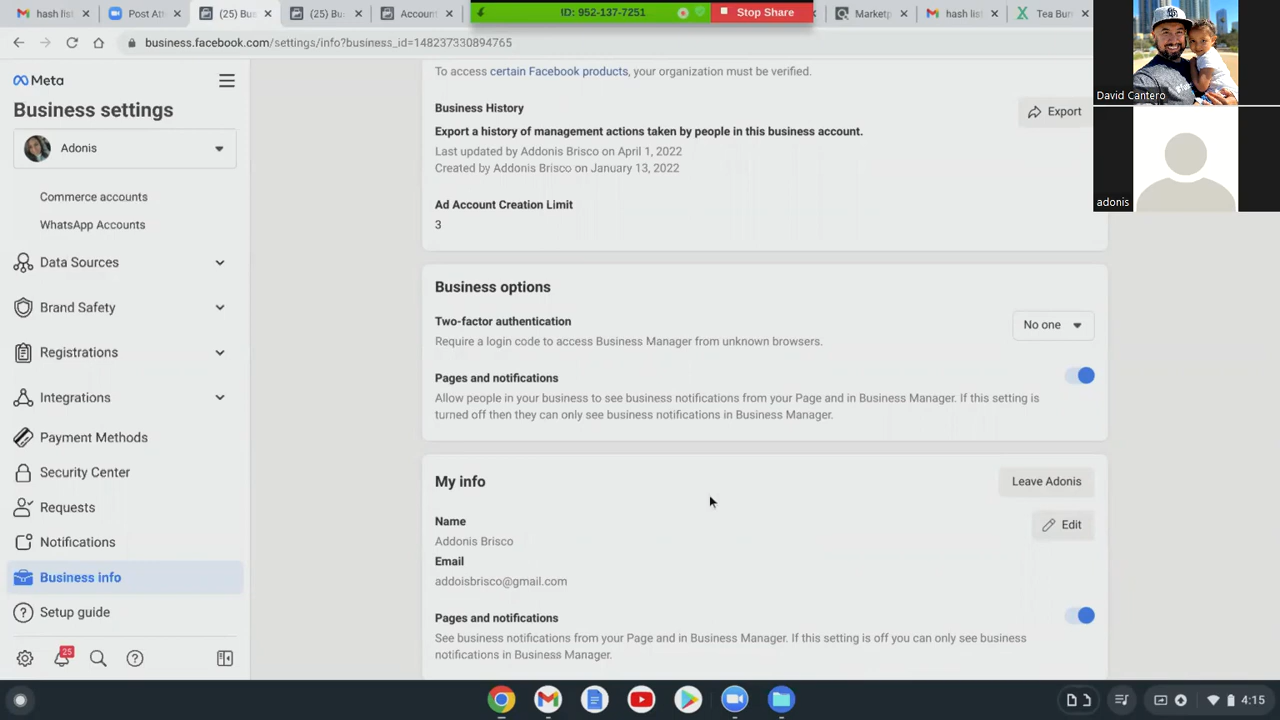 hash list
Post Att
(25) Bus
(25) Bu
Account
ID: 952-137-7251
Stop Share
Marketp
hash list
Tea Bur
business.facebook.com/settings/info?business_id=148237330894765
Meta
Business settings
Adonis
Commerce accounts
WhatsApp Accounts
Data Sources
Brand Safety
Registrations
Integrations
Payment Methods
Security Center
Requests
Notifications
Business info
Setup guide
25
To access certain Facebook products, your organization must be verified.
Business History
Export
Export a history of management actions taken by people in this business account.
Last updated by Addonis Brisco on April 1, 2022
Created by Addonis Brisco on January 13, 2022
Ad Account Creation Limit
3
Business options
Two-factor authentication
No one
Require a login code to access Business Manager from unknown browsers.
Pages and notifications
Allow people in your business to see business notifications from your Page and in Business Manager. If this setting is
turned off then they can only see business notifications in Business Manager.
My info
Leave Adonis
Name
Edit
Addonis Brisco
Email
addoisbrisco@gmail.com
Pages and notifications
See business notifications from your Page and in Business Manager. If this setting is off you can only see business
notifications in Business Manager.
David Cantero
adonis
4:15